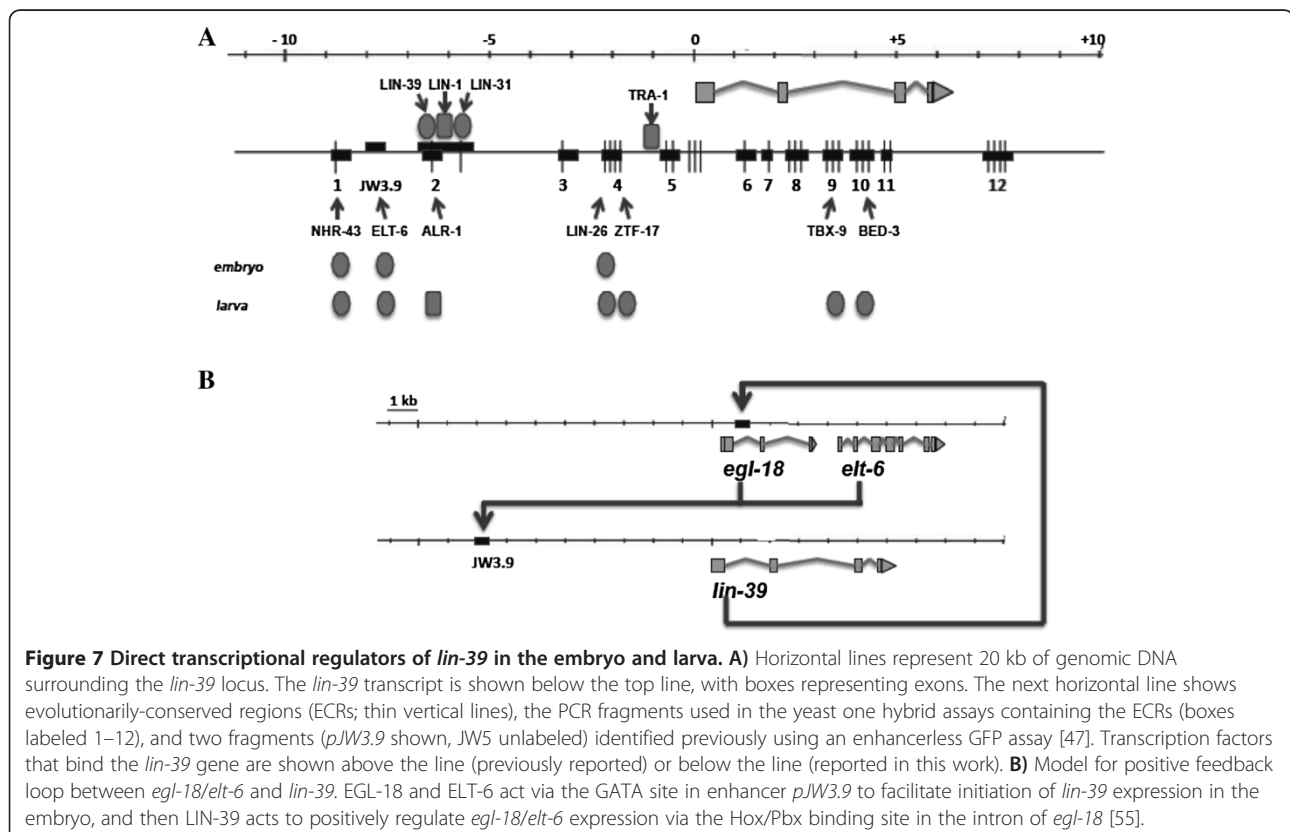 A
-10 -5 0 +5 +10
LIN-39 LIN-1 LIN-31
TRA-1
1 JW3.9 2 3 4 5 6 7 8 9 10 11 12
NHR-43 ELT-6 ALR-1 LIN-26 ZTF-17 TBX-9 BED-3
embryo
larva
B
1 kb
egl-18 elt-6
JW3.9
lin-39
Figure 7 Direct transcriptional regulators of lin-39 in the embryo and larva. A) Horizontal lines represent 20 kb of genomic DNA
surrounding the lin-39 locus. The lin-39 transcript is shown below the top line, with boxes representing exons. The next horizontal line shows
evolutionarily-conserved regions (ECRs; thin vertical lines), the PCR fragments used in the yeast one hybrid assays containing the ECRs (boxes
labeled 1–12), and two fragments (pJW3.9 shown, JW5 unlabeled) identified previously using an enhancerless GFP assay [47]. Transcription factors
that bind the lin-39 gene are shown above the line (previously reported) or below the line (reported in this work). B) Model for positive feedback
loop between egl-18/elt-6 and lin-39. EGL-18 and ELT-6 act via the GATA site in enhancer pJW3.9 to facilitate initiation of lin-39 expression in the
embryo, and then LIN-39 acts to positively regulate egl-18/elt-6 expression via the Hox/Pbx binding site in the intron of egl-18 [55].